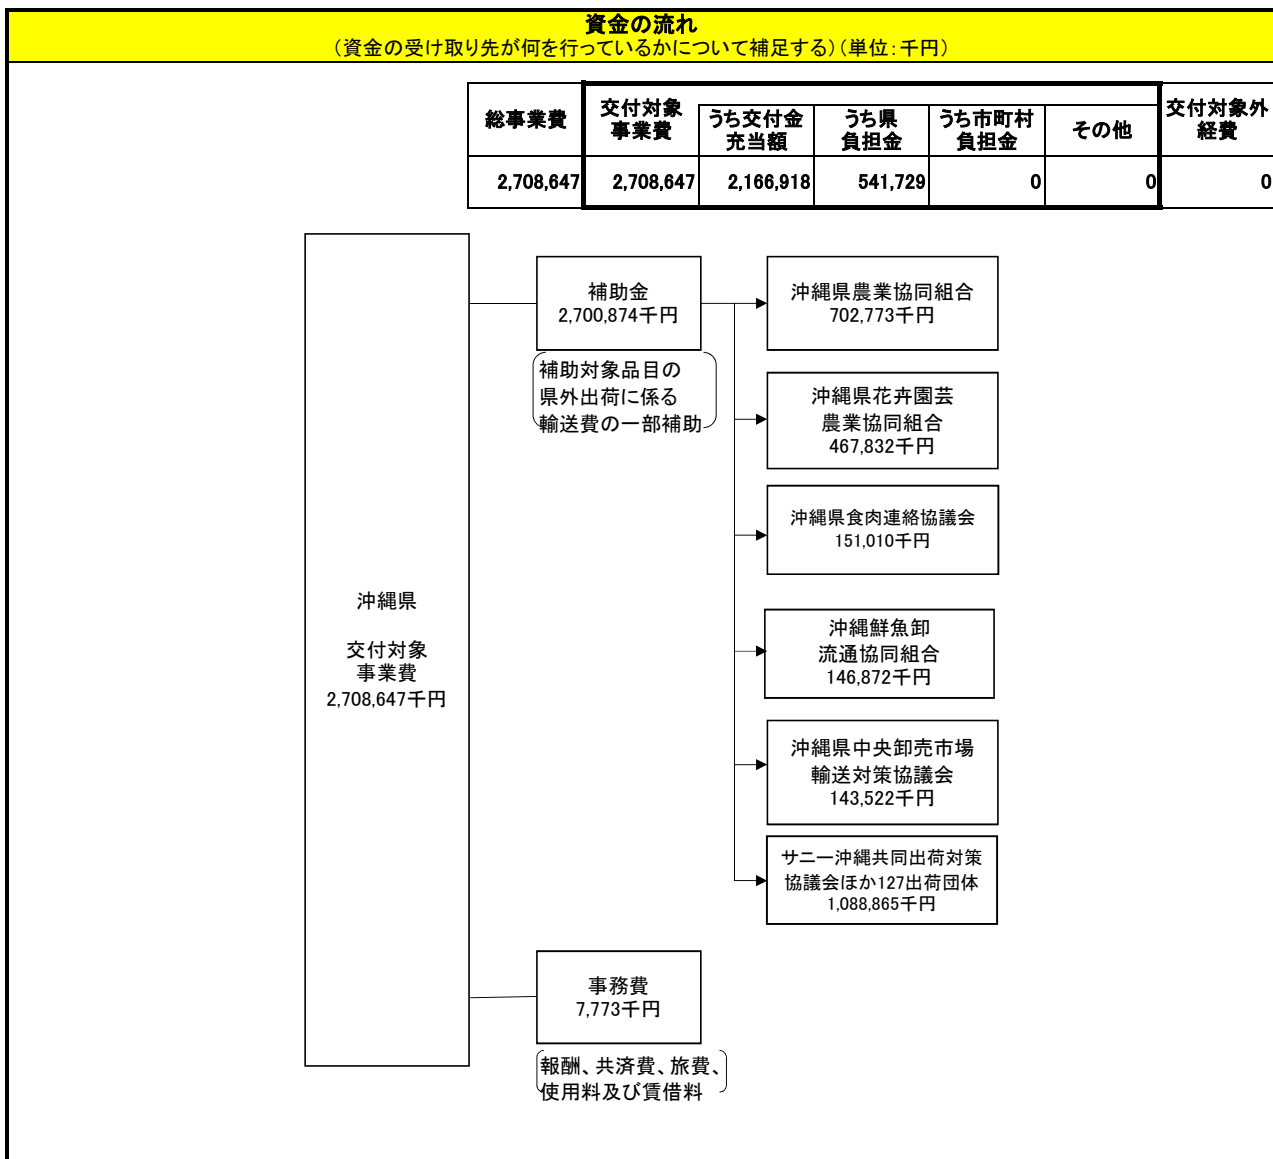 資金の流れ
（資金の受け取り先が何を行っているかについて補足する）（単位：千円）
総事業費
交付対象
事業費
うち交付金
充当額
うち県
負担金
うち市町村
負担金
その他
交付対象外
経費
2,708,647 2,708,647 2,166,918 541,729 0 0 0
沖縄県
交付対象
事業費
2,708,647千円
補助金
2,700,874千円
補助対象品目の
県外出荷に係る
輸送費の一部補助
沖縄県農業協同組合
702,773千円
沖縄県花卉園芸
農業協同組合
467,832千円
沖縄県食肉連絡協議会
151,010千円
沖縄鮮魚卸
流通協同組合
146,872千円
沖縄県中央卸売市場
輸送対策協議会
143,522千円
サニー沖縄共同出荷対策
協議会ほか127出荷団体
1,088,865千円
事務費
7,773千円
報酬、共済費、旅費、
使用料及び賃借料